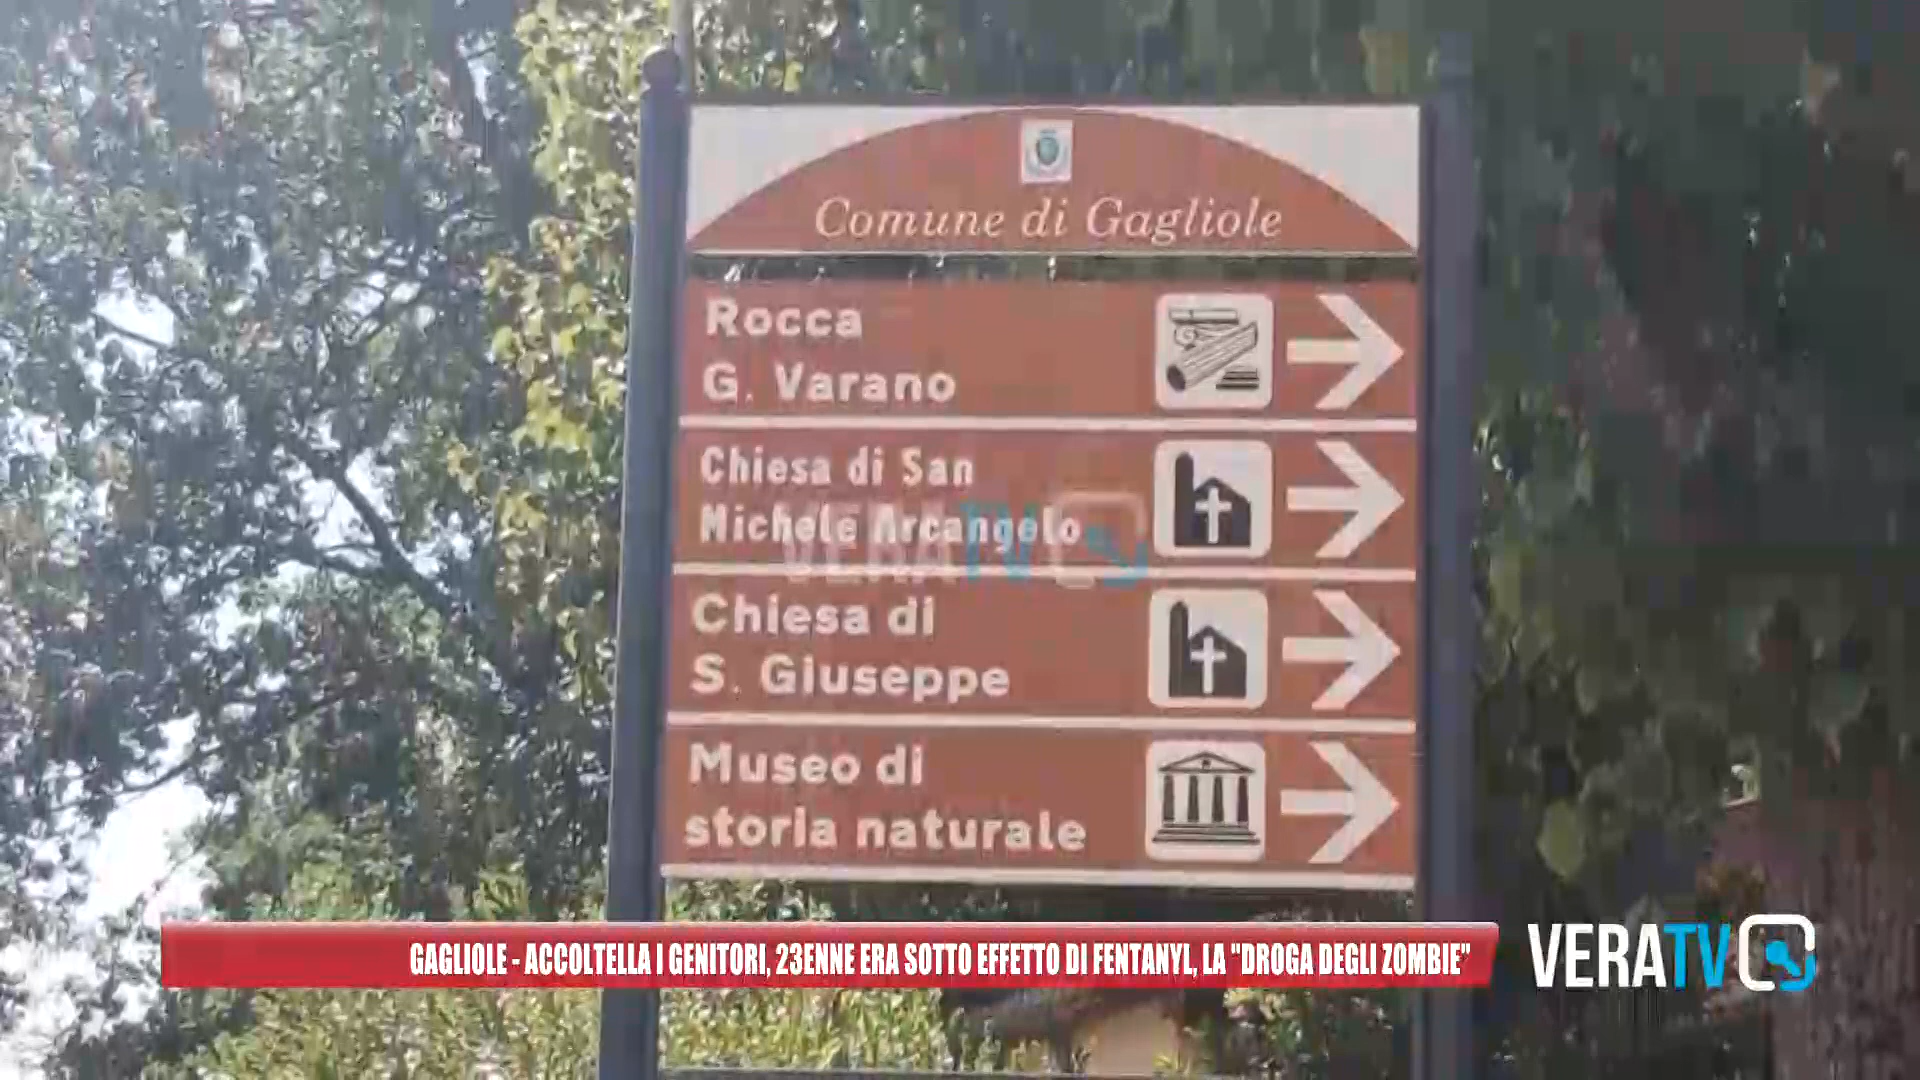 Comune di Gagliole
Rocca
G. Varano
Chiesa di San
Michele Arcangelo
VERATV
Chiesa di
S. Giuseppe
Museo di
storia naturale
GAGLIOLE - ACCOLTELLA I GENITORI, 23ENNE ERA SOTTO EFFETTO DI FENTANYL, LA "DROGA DEGLI ZOMBIE"
VERATV